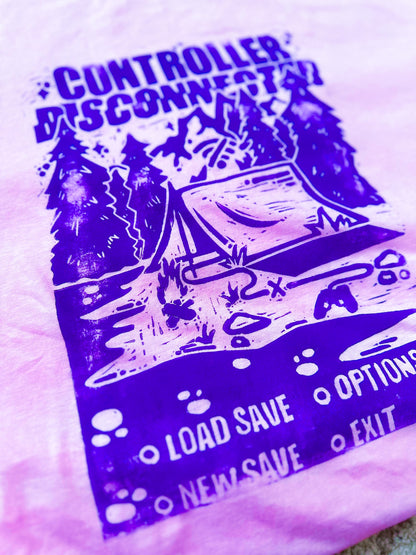 CONTROLLER
DISCONNECTED
LOAD SAVE
OPTIONS
NEW SAVE
EXIT